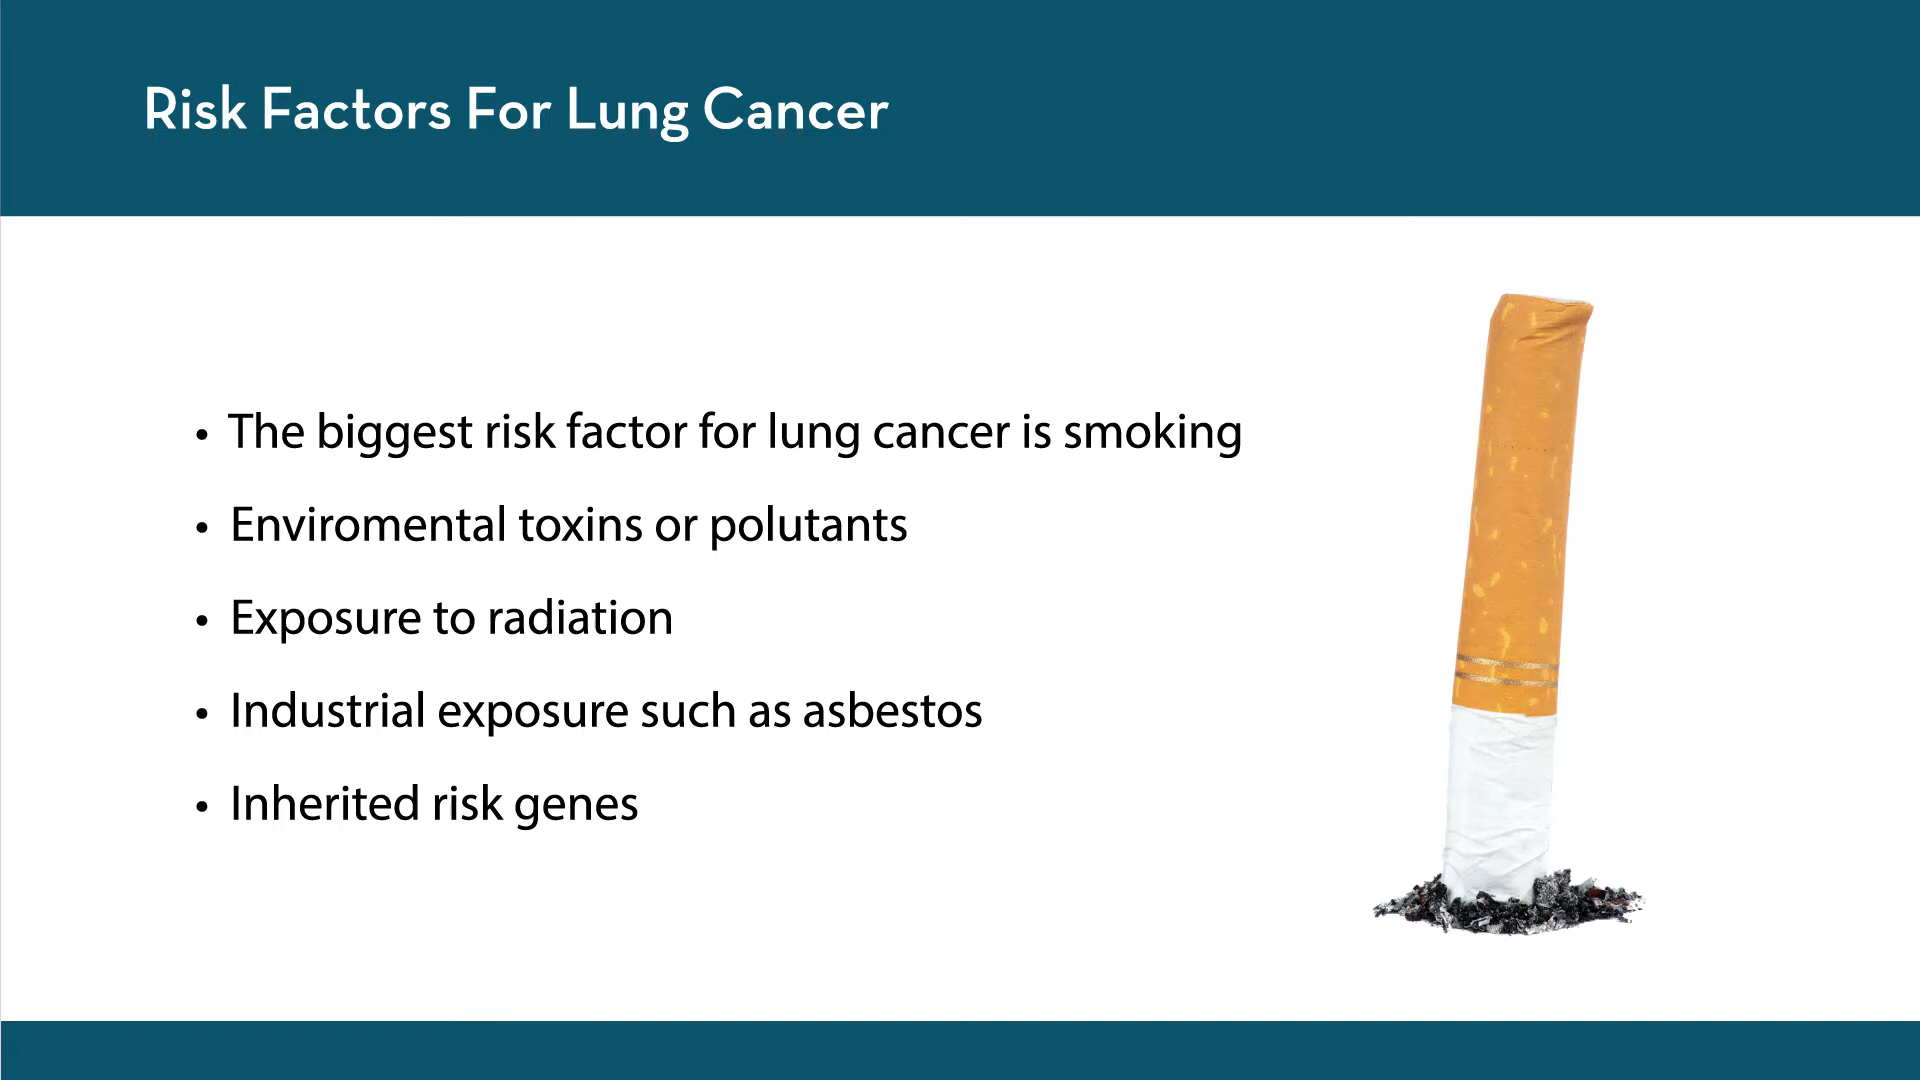 Risk Factors For Lung Cancer
• The biggest risk factor for lung cancer is smoking
• Enviromental toxins or polutants
• Exposure to radiation
• Industrial exposure such as asbestos
• Inherited risk genes